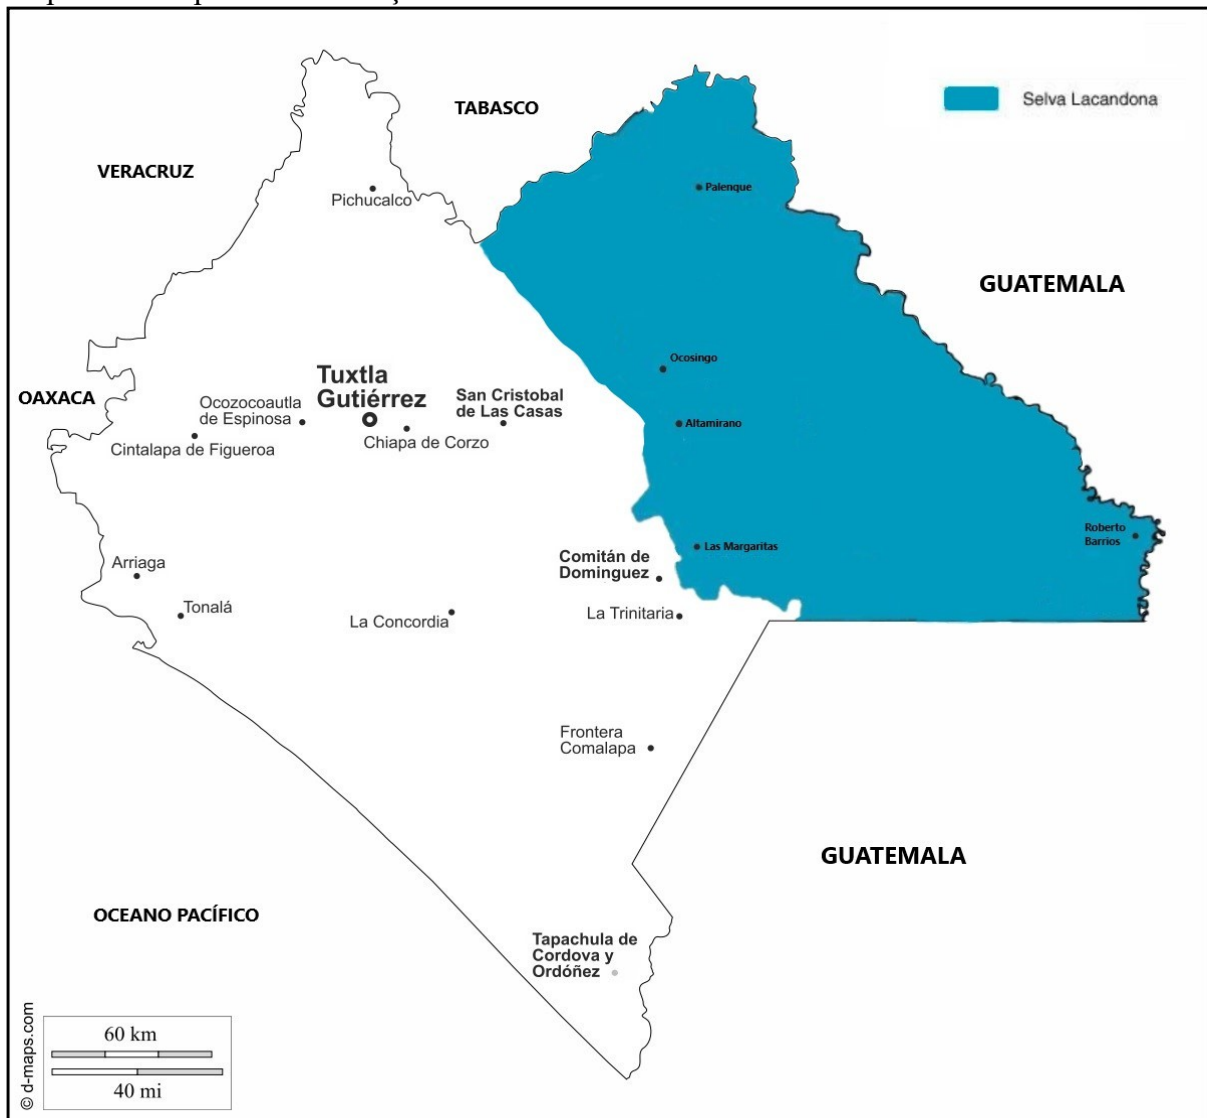 TABASCO
Selva Lacandona
VERACRUZ
Pichucalco
Palenque
GUATEMALA
Ocosingo
Tuxtla
Gutiérrez
San Cristobal
de Las Casas
OAXACA
Ocozocoautla
de Espinosa
Altamirano
Cintalapa de Figueroa
Chiapa de Corzo
Roberto
Barrios
Las Margaritas
Comitán de
Dominguez
Arriaga
Tonalá
La Concordia
La Trinitaria
Frontera
Comalapa
GUATEMALA
OCEANO PACÍFICO
Tapachula de
Cordova y
Ordóñez
60 km
40 mi
© d-maps.com